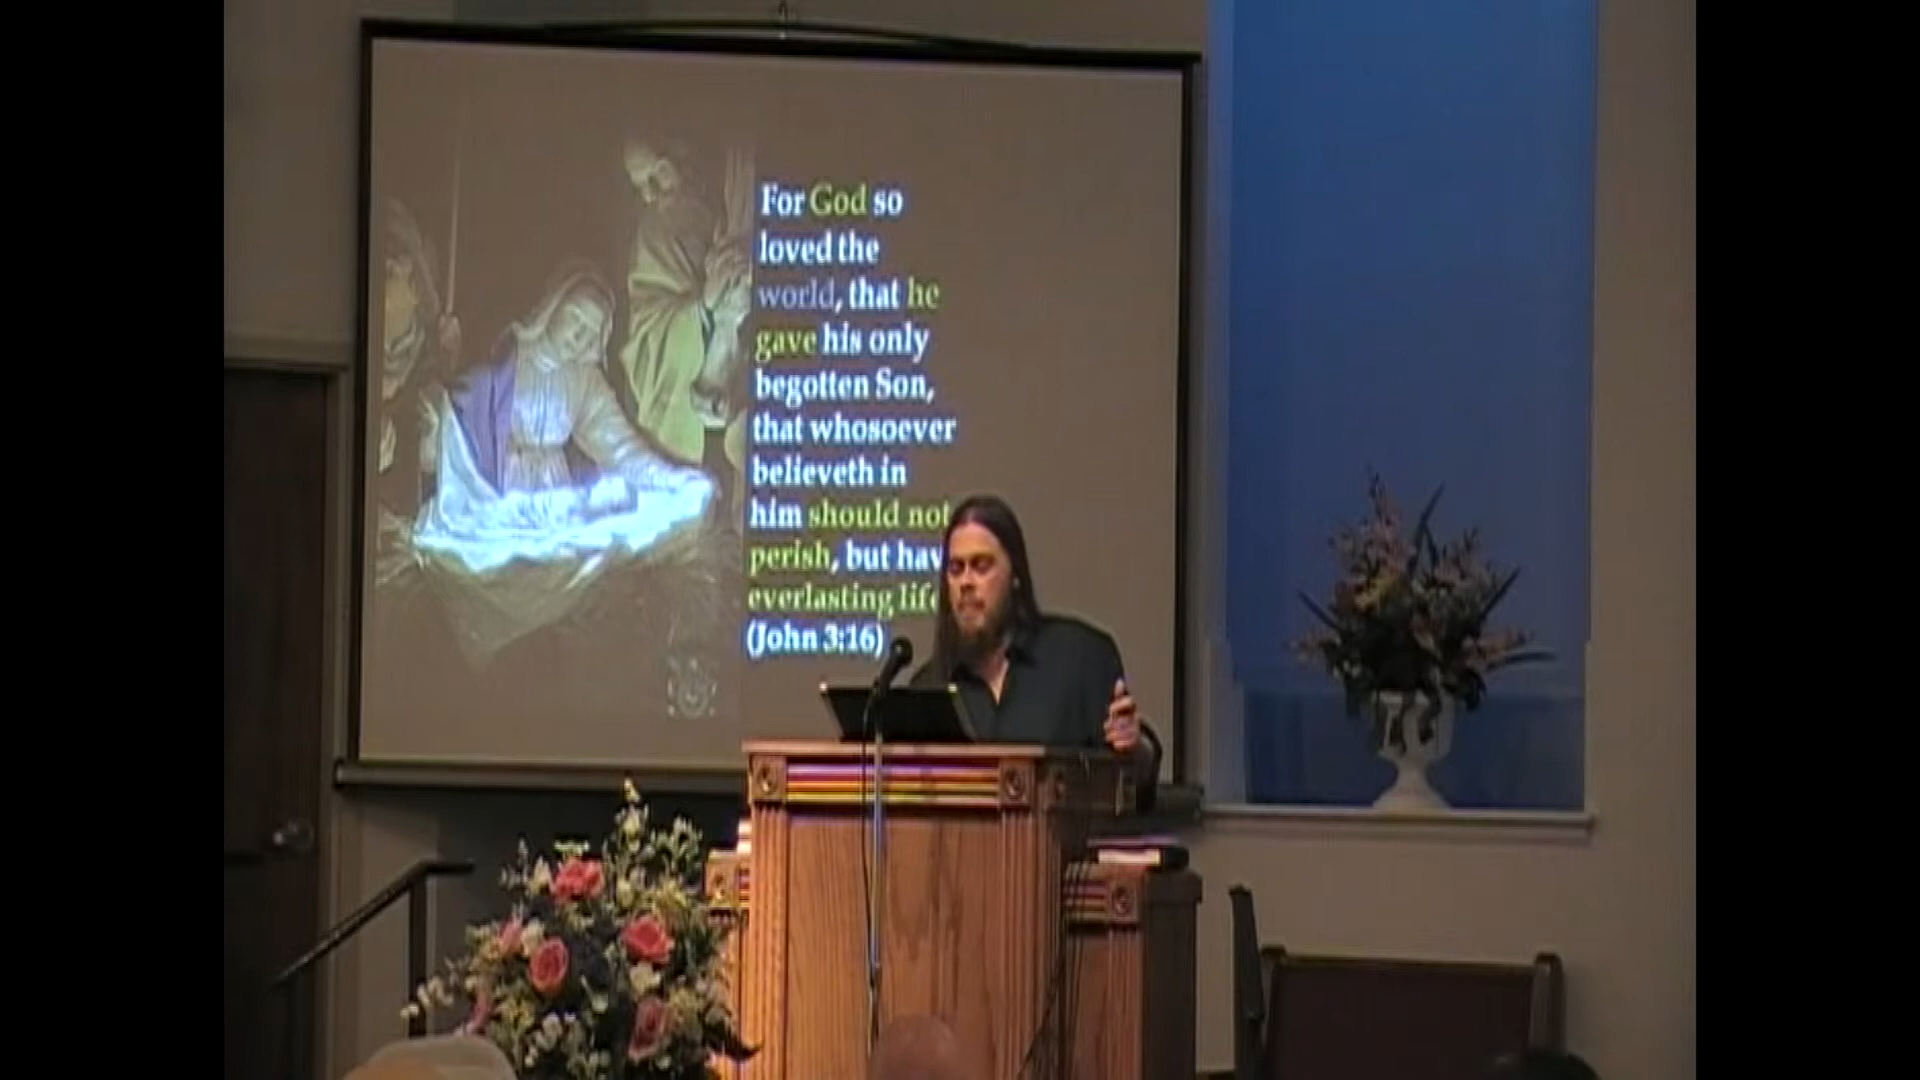 For God so
loved the
world, that he
gave his only
begotten Son,
that whosoever
believeth in
him should not
perish, but hav
everlasting life
(John 3:16)